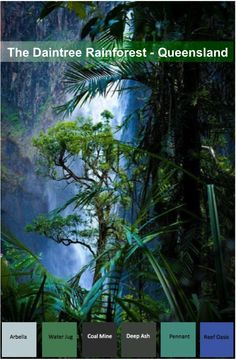 The Daintree Rainforest - Queensland
Arbella
Water Jug
Coal Mine
Deep Ash
Pennant
Reef Oasis